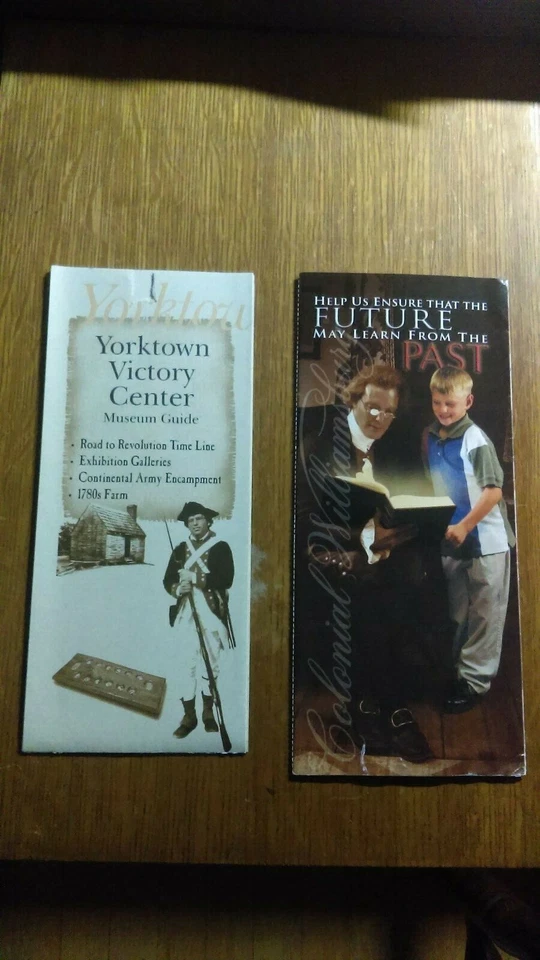 Yorktow
Yorktown
Victory
Center
Museum Guide
• Road to Revolution Time Line
• Exhibition Galleries
• Continental Army Encampment
• 1780s Farm
HELP US ENSURE THAT THE
FUTURE
MAY LEARN FROM THE
PAST
Colonial Williamsburg